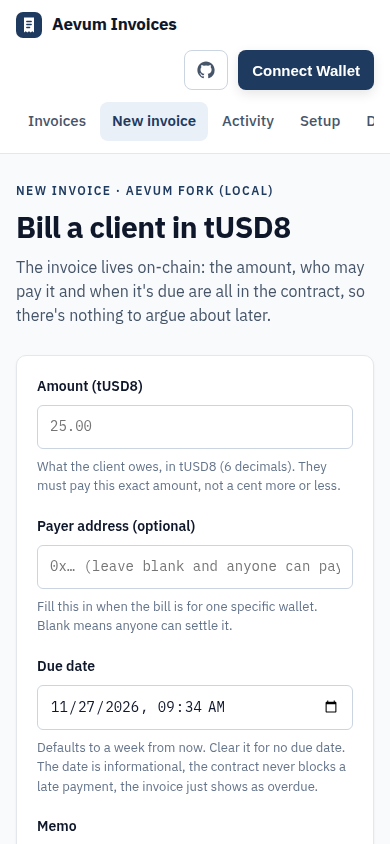 Aevum Invoices
Connect Wallet
Invoices New invoice Activity Setup D
NEW INVOICE · AEVUM FORK (LOCAL)
Bill a client in tUSD8
The invoice lives on-chain: the amount, who may
pay it and when it's due are all in the contract, so
there's nothing to argue about later.
Amount (tUSD8)
25.00
What the client owes, in tUSD8 (6 decimals). They
must pay this exact amount, not a cent more or less.
Payer address (optional)
0x… (leave blank and anyone can pay
Fill this in when the bill is for one specific wallet.
Blank means anyone can settle it.
Due date
11/27/2026, 09:34 AM
Defaults to a week from now. Clear it for no due date.
The date is informational, the contract never blocks a
late payment, the invoice just shows as overdue.
Memo